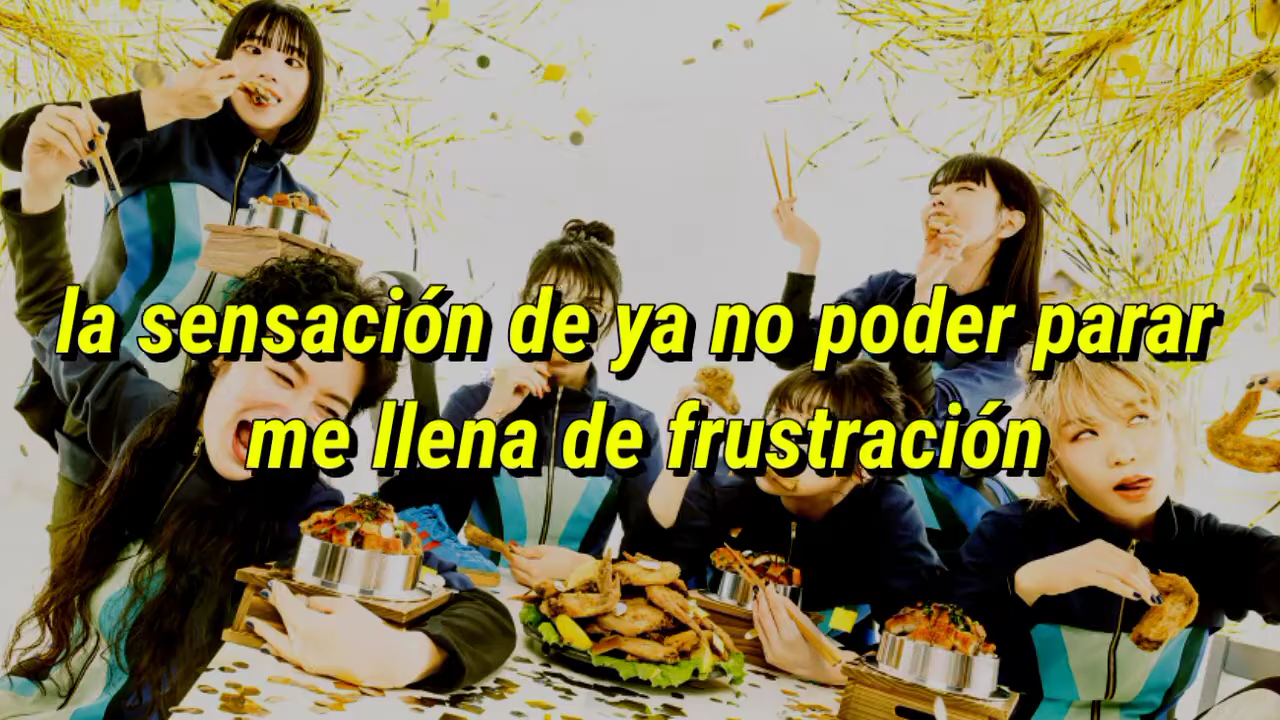 la sensación de ya no poder parar
me llena de frustración